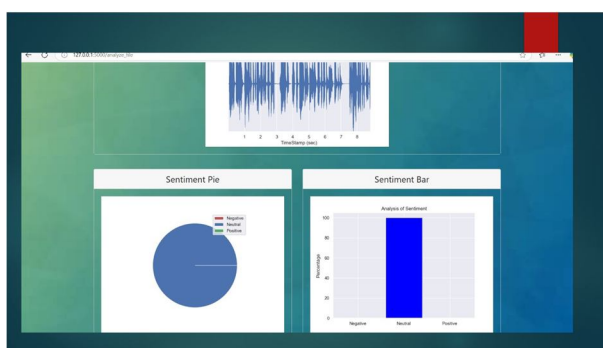 127.0.0.1:5000/analyze_file
1 2 3 4 5 6 7 8
TimeStamp (sec)
Sentiment Pie
Negative
Neutral
Positive
Sentiment Bar
Analysis of Sentiment
100
80
60
40
20
0
Percentage
Negative Neutral Positive